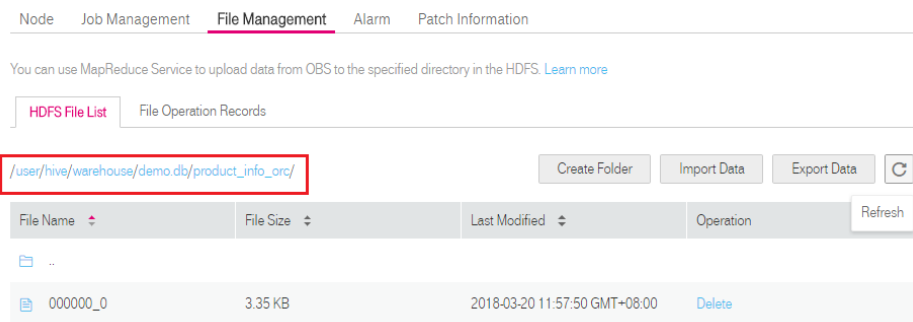 Node Job Management File Management Alarm Patch Information
You can use MapReduce Service to upload data from OBS to the specified directory in the HDFS. Learn more
HDFS File List File Operation Records
/user/hive/warehouse/demo.db/product_info_orc/ Create Folder Import Data Export Data
Refresh
File Name File Size Last Modified Operation
..
000000_0 3.35 KB 2018-03-20 11:57:50 GMT+08:00 Delete